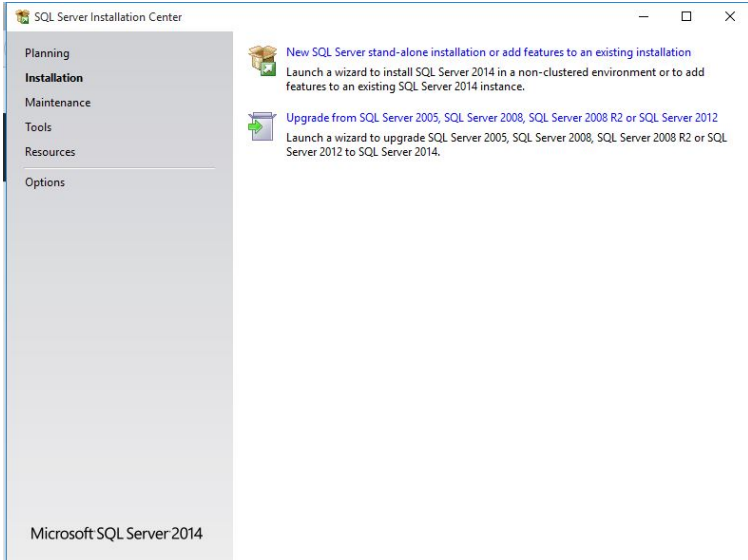 SQL Server Installation Center
Planning
Installation
Maintenance
Tools
Resources
Options
New SQL Server stand-alone installation or add features to an existing installation
Launch a wizard to install SQL Server 2014 in a non-clustered environment or to add
features to an existing SQL Server 2014 instance.
Upgrade from SQL Server 2005, SQL Server 2008, SQL Server 2008 R2 or SQL Server 2012
Launch a wizard to upgrade SQL Server 2005, SQL Server 2008, SQL Server 2008 R2 or SQL
Server 2012 to SQL Server 2014.
Microsoft SQL Server 2014